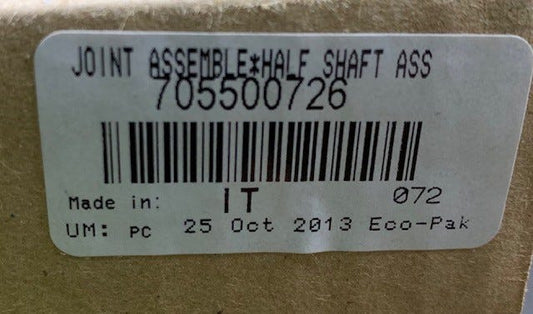 JOINT ASSEMBLE*HALF SHAFT ASS
705500726
Made in: IT 072
UM: PC 25 Oct 2013 Eco-Pak